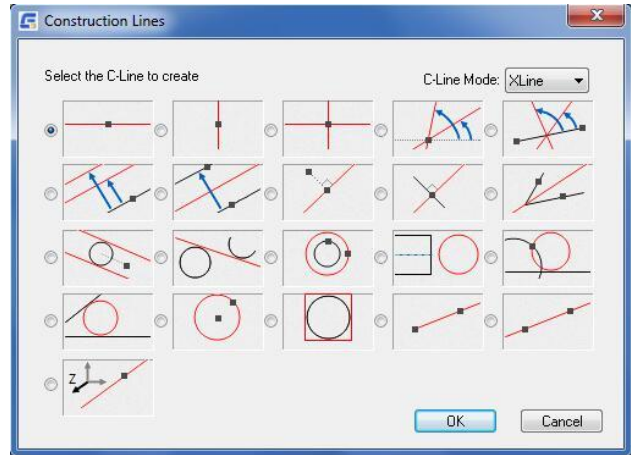 Construction Lines
Select the C-Line to create
C-Line Mode: XLine
Z
OK Cancel